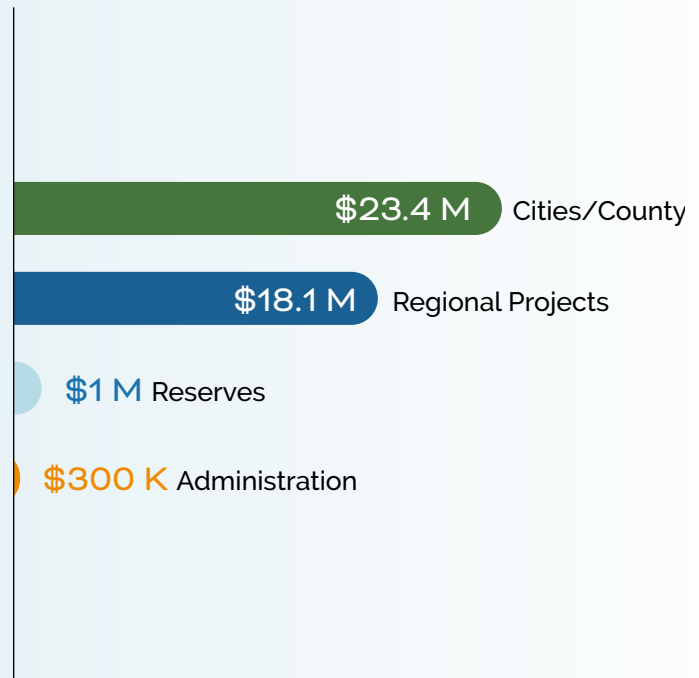 $23.4 M Cities/County
$18.1 M Regional Projects
$1 M Reserves
$300 K Administration